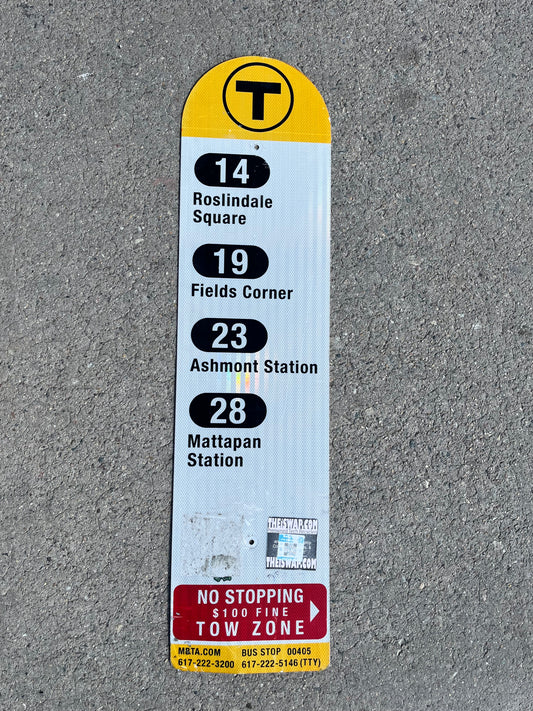 T
14
Roslindale
Square
19
Fields Corner
23
Ashmont Station
28
Mattapan
Station
THEiSWAP.CON
THEiSWAP.COM
NO STOPPING
$100 FINE
TOW ZONE
MBTA.COM BUS STOP 00405
617-222-3200 617-222-5146 (TTY)